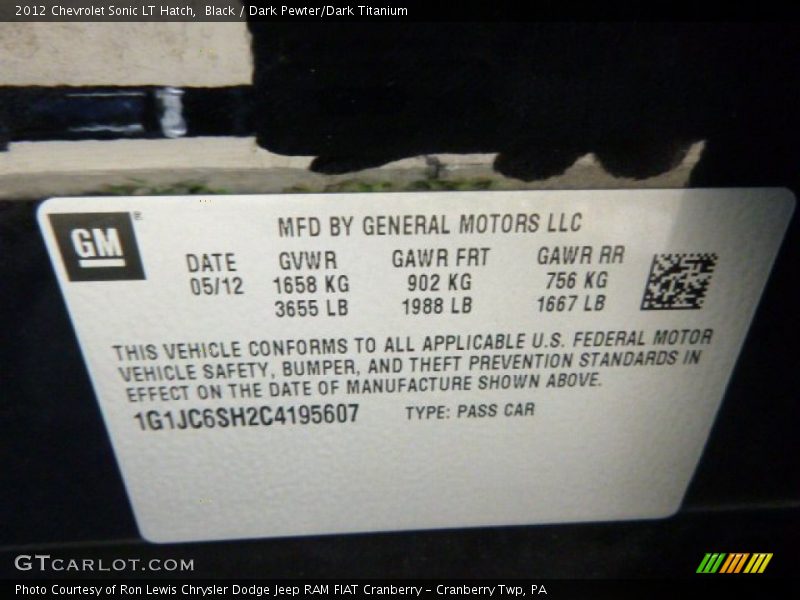 2012 Chevrolet Sonic LT Hatch, Black / Dark Pewter/Dark Titanium
GM
MFD BY GENERAL MOTORS LLC
DATE GVWR GAWR FRT GAWR RR
05/12 1658 KG 902 KG 756 KG
3655 LB 1988 LB 1667 LB
THIS VEHICLE CONFORMS TO ALL APPLICABLE U.S. FEDERAL MOTOR
VEHICLE SAFETY, BUMPER, AND THEFT PREVENTION STANDARDS IN
EFFECT ON THE DATE OF MANUFACTURE SHOWN ABOVE.
1G1JC6SH2C4195607 TYPE: PASS CAR
GTCARLOT.COM
Photo Courtesy of Ron Lewis Chrysler Dodge Jeep RAM FIAT Cranberry – Cranberry Twp, PA